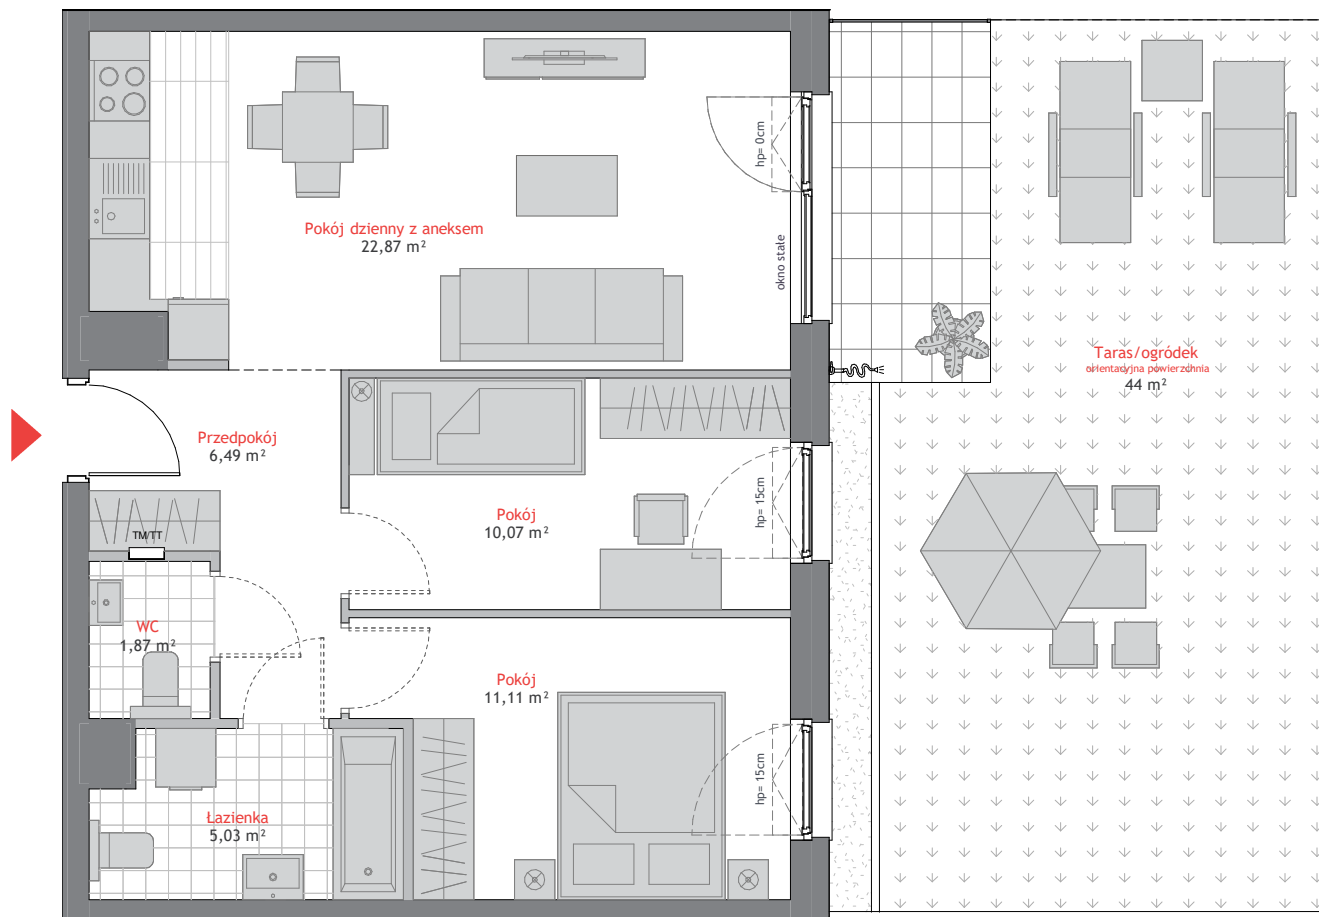 hp= 0cm
Pokój dzienny z aneksem
22,87 m²
okno stałe
Taras/ogródek
orientacyjna powierzchnia
44 m²
Przedpokój
6,49 m²
Pokój
10,07 m²
hp= 15cm
TM/TT
WC
1,87 m²
Pokój
11,11 m²
hp= 15cm
Łazienka
5,03 m²